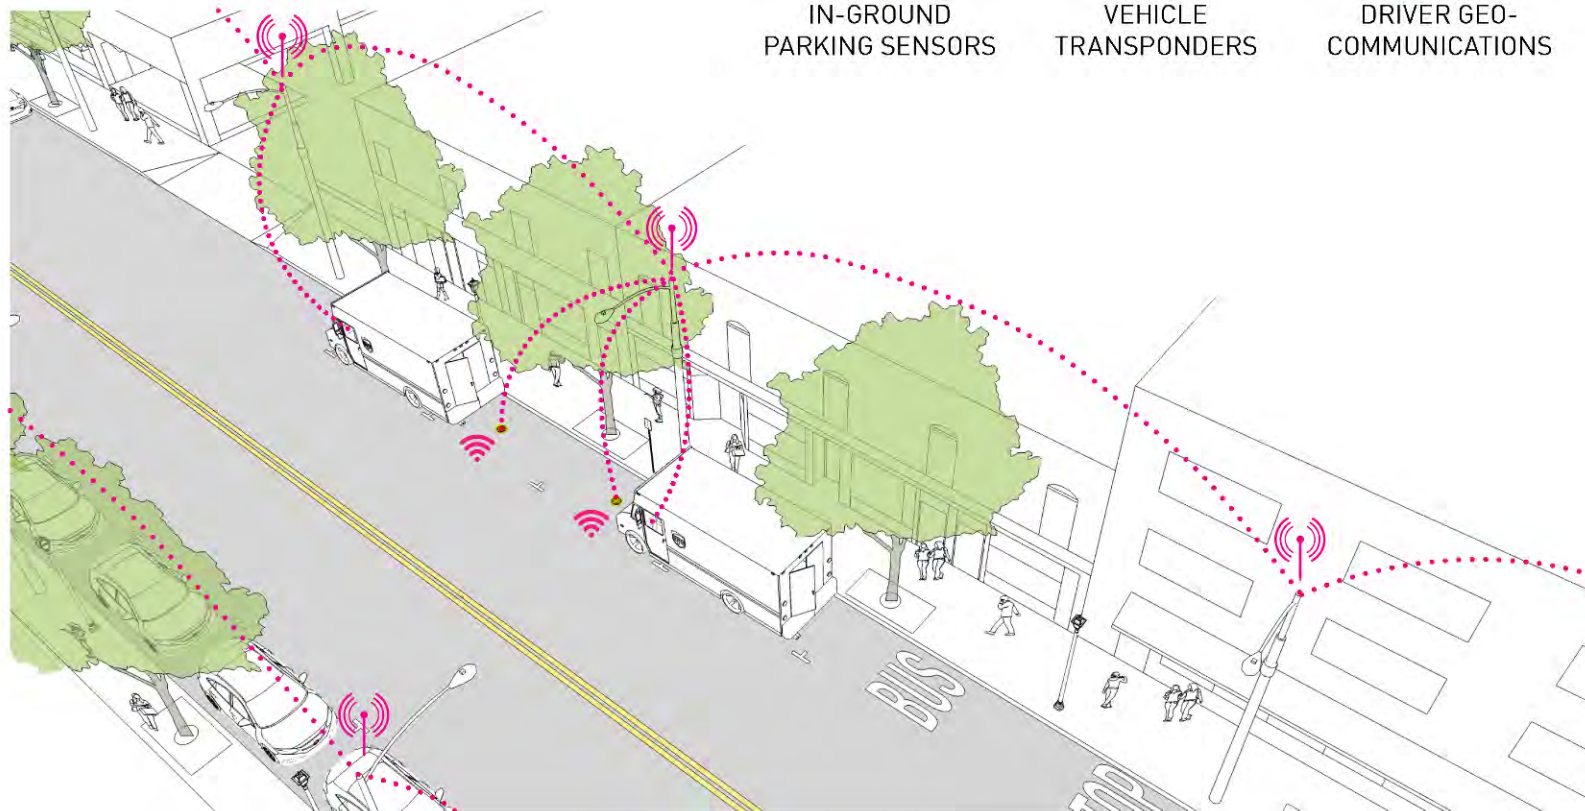 IN-GROUND
PARKING SENSORS
VEHICLE
TRANSPONDERS
DRIVER GEO-
COMMUNICATIONS
BUS